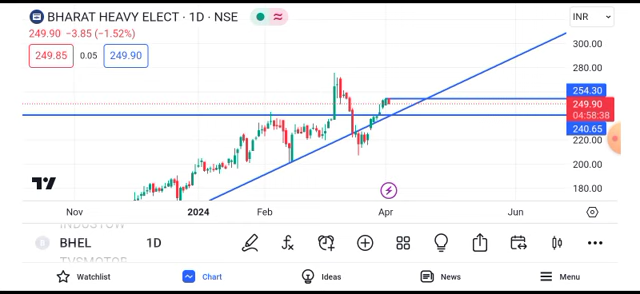 BHARAT HEAVY ELECT · 1D · NSE
INR
249.90 −3.85 (−1.52%)
249.85 0.05 249.90
300.00
280.00
254.30
249.90
04:58:38
240.65
220.00
200.00
180.00
Nov 2024 Feb Apr Jun
INDUSTOW
BHEL 1D
TVSMOTOR
Watchlist Chart Ideas News Menu